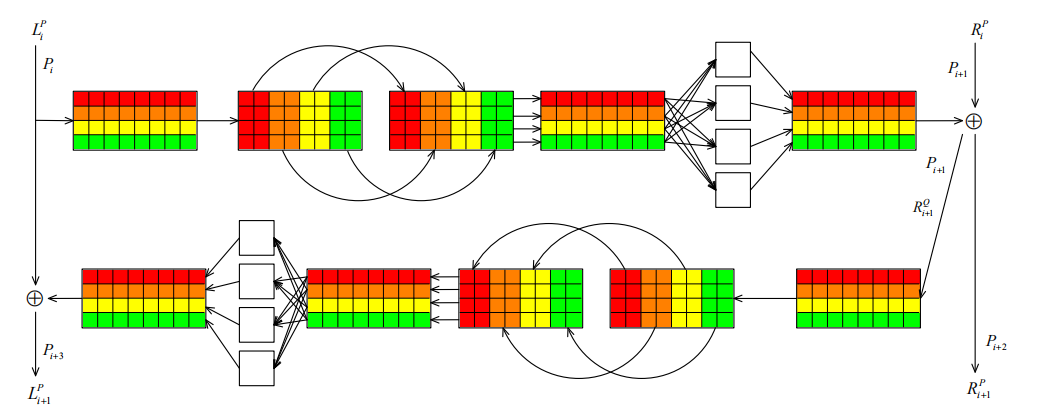 L_i^P
R_i^P
P_i
P_{i+1}
⊕
P_{i+1}
R_{i+1}^Q
⊕
P_{i+3}
P_{i+2}
L_{i+1}^P
R_{i+1}^P